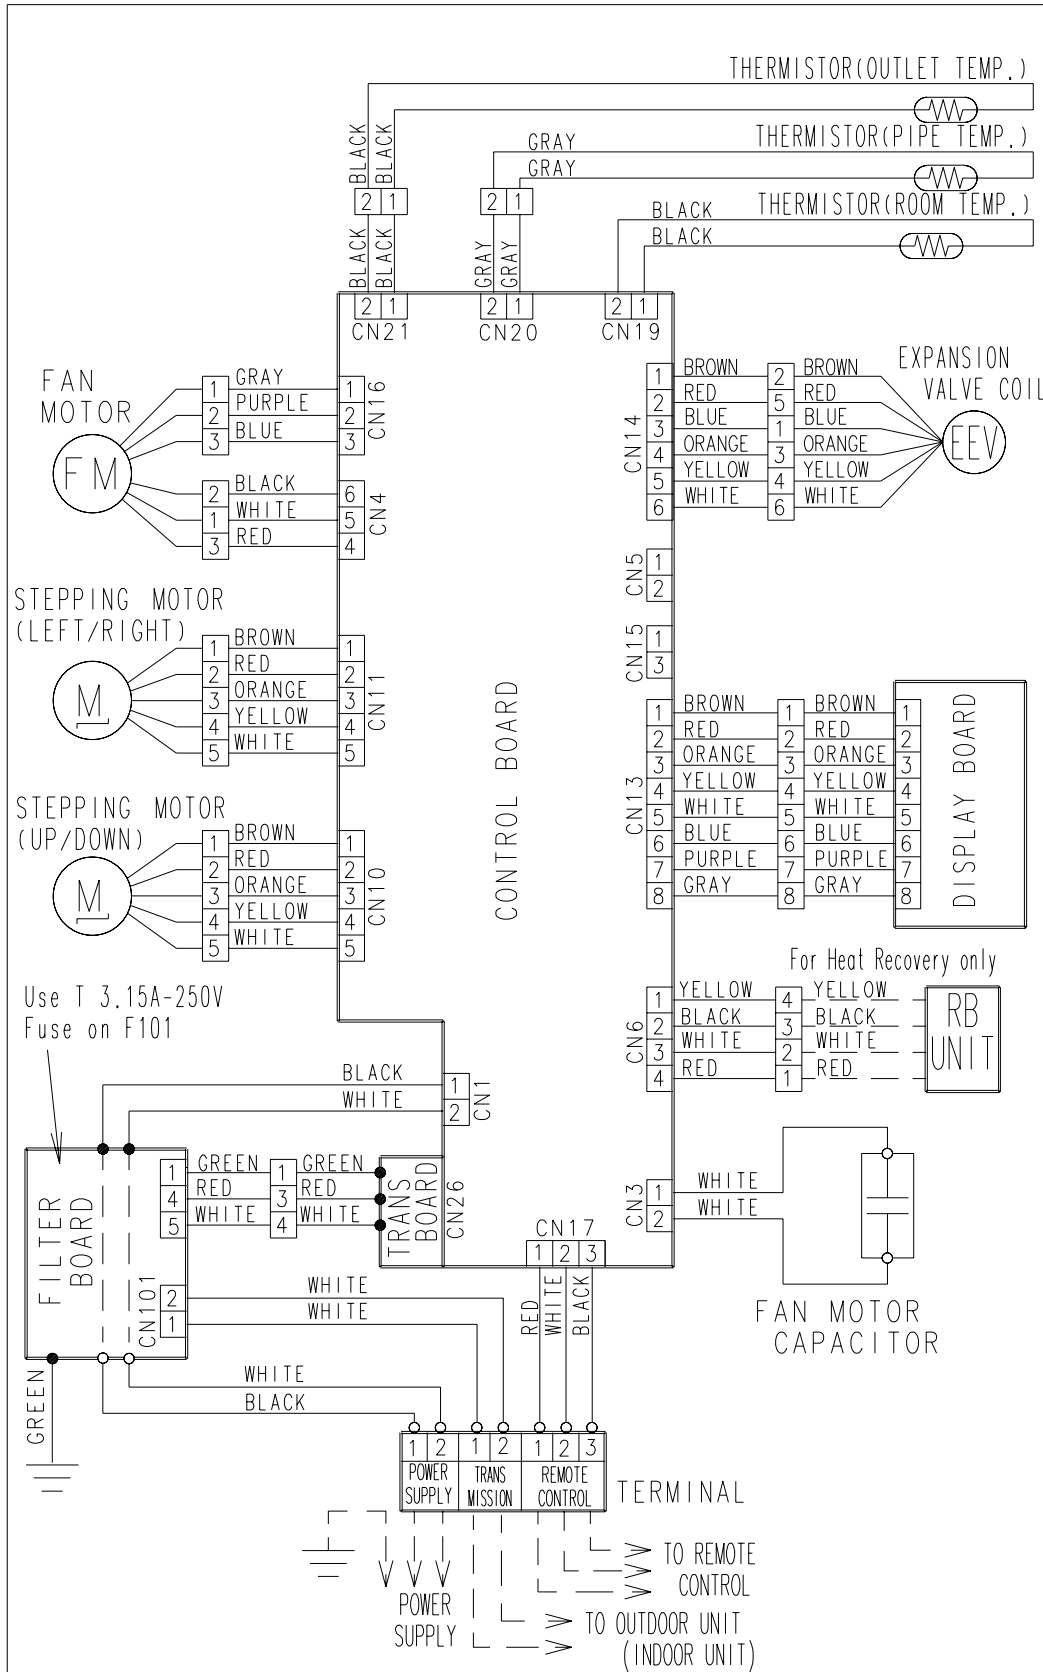 THERMISTOR(OUTLET TEMP.)
BLACK
BLACK
2 1
BLACK
BLACK
2 1
CN21
THERMISTOR(PIPE TEMP.)
GRAY
GRAY
2 1
GRAY
GRAY
2 1
CN20
THERMISTOR(ROOM TEMP.)
BLACK
BLACK
2 1
CN19
FAN
MOTOR
FM
1 GRAY 1
2 PURPLE 2
3 BLUE 3
CN16
2 BLACK 6
1 WHITE 5
3 RED 4
CN4
EXPANSION
VALVE COIL
EEV
1 BROWN 2 BROWN
2 RED 5 RED
3 BLUE 1 BLUE
4 ORANGE 3 ORANGE
5 YELLOW 4 YELLOW
6 WHITE 6 WHITE
CN14
CN5
1
2
CN15
1
3
STEPPING MOTOR
(LEFT/RIGHT)
M
1 BROWN 1
2 RED 2
3 ORANGE 3
4 YELLOW 4
5 WHITE 5
CN11
CONTROL BOARD
1 BROWN 1 BROWN 1
2 RED 2 RED 2
3 ORANGE 3 ORANGE 3
4 YELLOW 4 YELLOW 4
5 WHITE 5 WHITE 5
6 BLUE 6 BLUE 6
7 PURPLE 7 PURPLE 7
8 GRAY 8 GRAY 8
CN13
DISPLAY BOARD
STEPPING MOTOR
(UP/DOWN)
M
1 BROWN 1
2 RED 2
3 ORANGE 3
4 YELLOW 4
5 WHITE 5
CN10
For Heat Recovery only
1 YELLOW 4 YELLOW
2 BLACK 3 BLACK
3 WHITE 2 WHITE
4 RED 1 RED
CN6
RB
UNIT
Use T 3.15A-250V
Fuse on F101
BLACK 1
WHITE 2
CN1
FILTER
BOARD
1 GREEN 1 GREEN
4 RED 3 RED
5 WHITE 4 WHITE
TRANS
BOARD
CN26
CN101
2 WHITE
1 WHITE
CN3
1 WHITE
2 WHITE
FAN MOTOR
CAPACITOR
CN17
1 2 3
RED
WHITE
BLACK
GREEN
WHITE
BLACK
1 2 1 2 1 2 3
POWER
SUPPLY
TRANS
MISSION
REMOTE
CONTROL
TERMINAL
TO REMOTE
CONTROL
POWER
SUPPLY
TO OUTDOOR UNIT
(INDOOR UNIT)